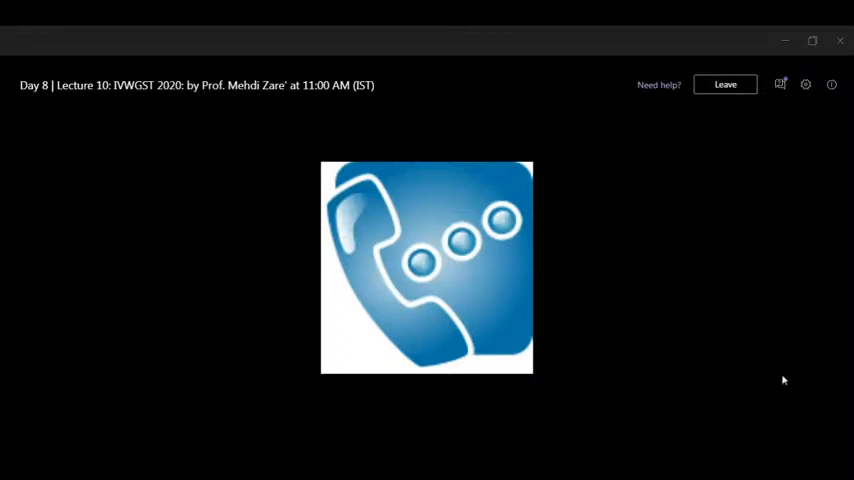 Day 8 | Lecture 10: IVWGST 2020: by Prof. Mehdi Zare' at 11:00 AM (IST)
Need help?
Leave